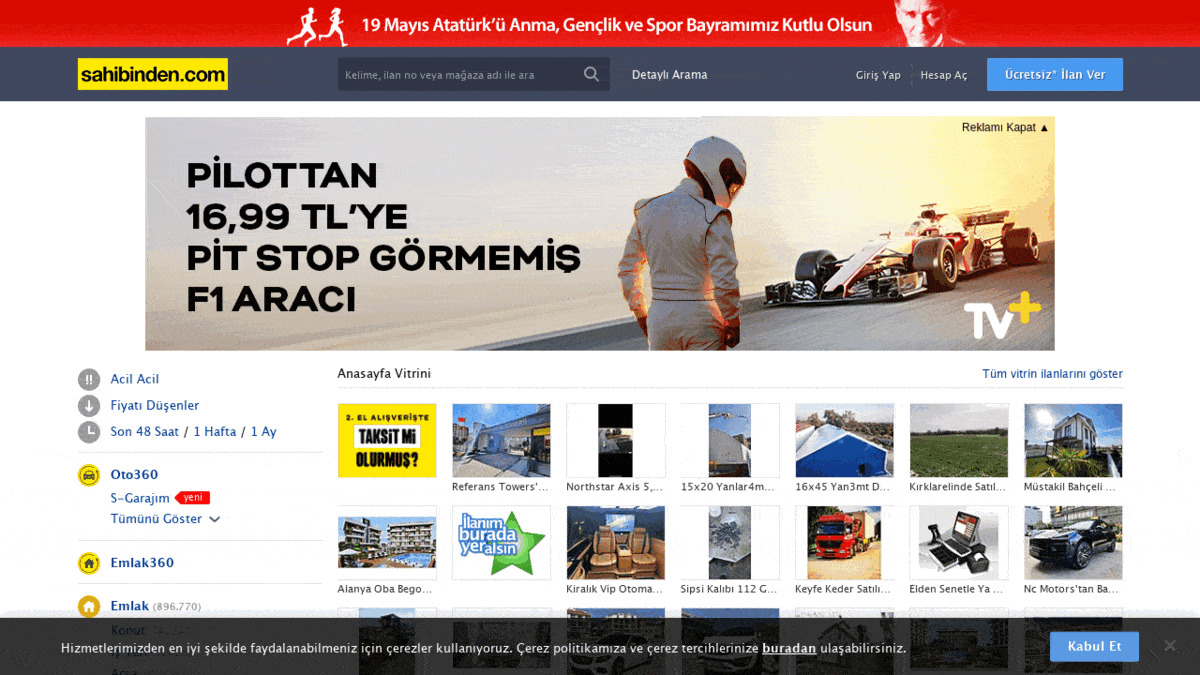 19 Mayıs Atatürk'ü Anma, Gençlik ve Spor Bayramımız Kutlu Olsun
sahibinden.com
Kelime, ilan no veya mağaza adı ile ara
Detaylı Arama
Giriş Yap
Hesap Aç
Ücretsiz* İlan Ver
Reklamı Kapat ▲
PİLOTTAN
16,99 TL'YE
PİT STOP GÖRMEMİŞ
F1 ARACI
TV+
Acil Acil
Fiyatı Düşenler
Son 48 Saat / 1 Hafta / 1 Ay
Oto360
S-Garajım yeni
Tümünü Göster
Emlak360
Emlak (896.770)
Konut
Arsa
Anasayfa Vitrini
Tüm vitrin ilanlarını göster
2. EL ALIŞVERİŞTE
TAKSİT Mİ
OLURMUŞ?
Referans Towers'...
Northstar Axis 5,...
15x20 Yanlar4m...
16x45 Yan3mt D...
Kırklarelinde Satıl...
Müstakil Bahçeli ...
ilanım
burada
yeralsın
Alanya Oba Bego...
Kiralık Vip Otoma...
Sipsi Kalıbı 112 G...
Keyfe Keder Satılı...
Elden Senetle Ya ...
Nc Motors'tan Ba...
Hizmetlerimizden en iyi şekilde faydalanabilmeniz için çerezler kullanıyoruz. Çerez politikamıza ve çerez tercihlerinize buradan ulaşabilirsiniz.
Kabul Et